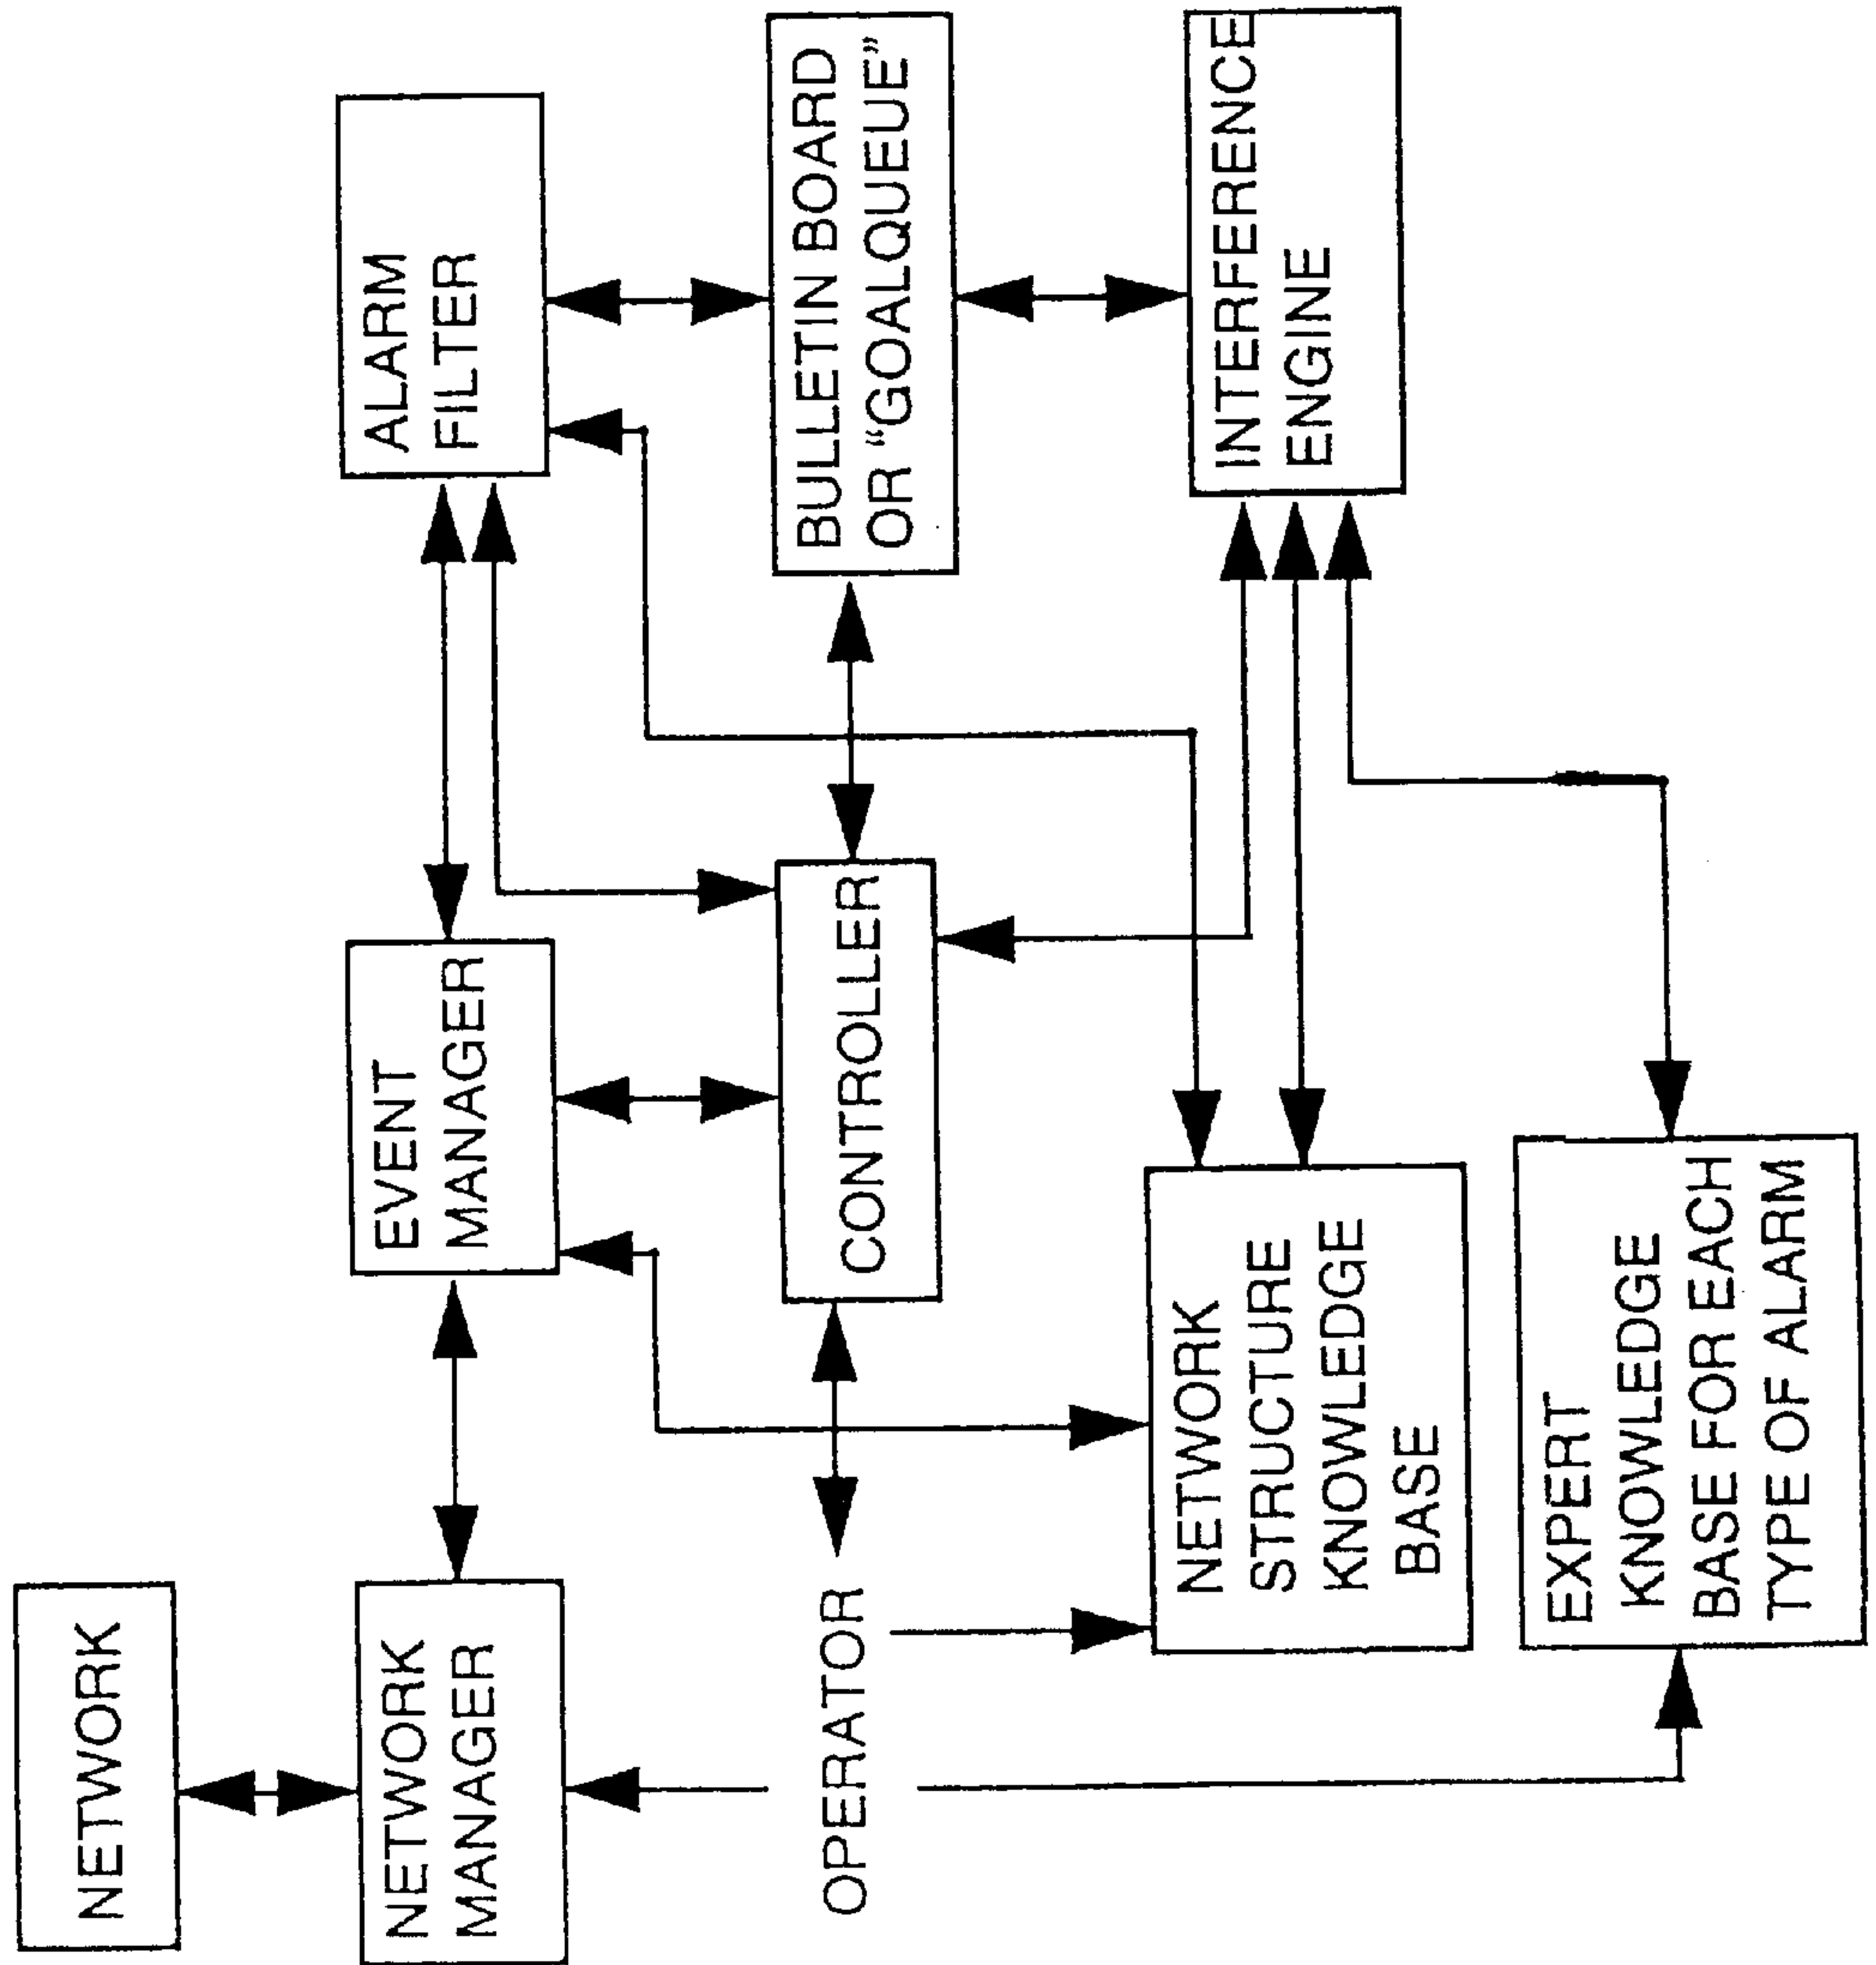 NETWORK
NETWORK
MANAGER
EVENT
MANAGER
ALARM
FILTER
OPERATOR
CONTROLLER
BULLETIN BOARD
OR "GOALQUEUE"
NETWORK
STRUCTURE
KNOWLEDGE
BASE
INTERFERENCE
ENGINE
EXPERT
KNOWLEDGE
BASE FOR EACH
TYPE OF ALARM